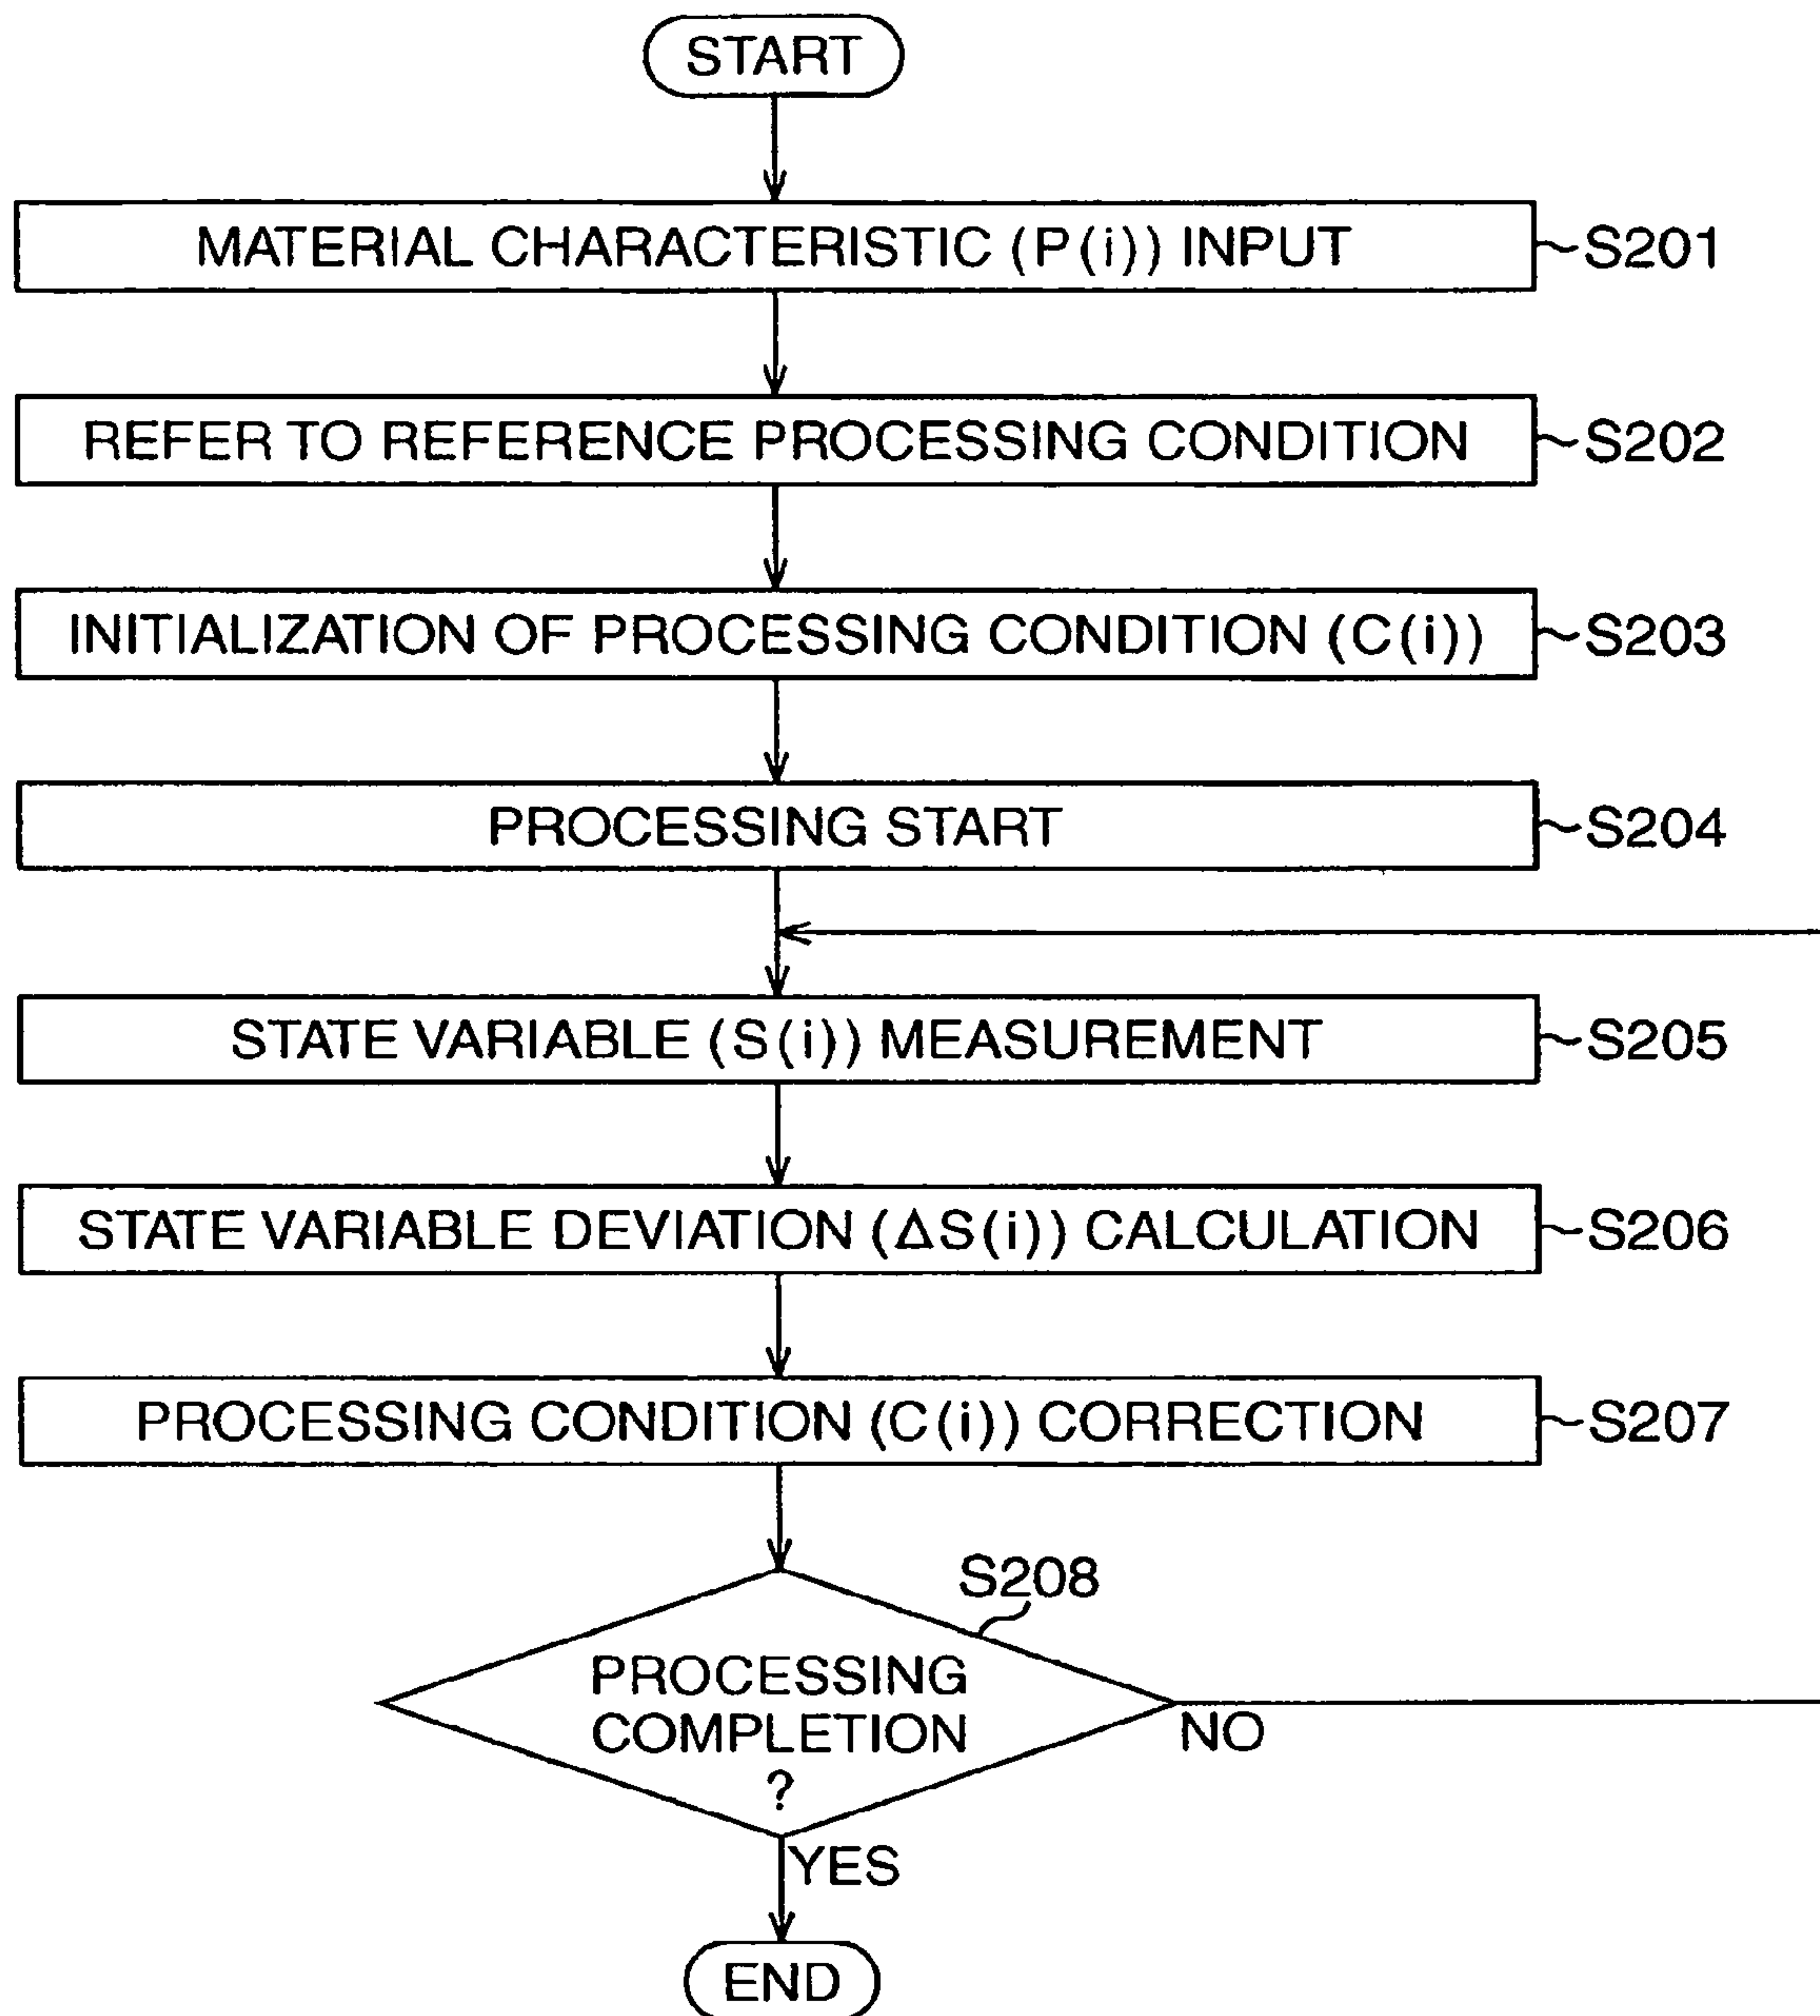 START
MATERIAL CHARACTERISTIC (P(i)) INPUT
S201
REFER TO REFERENCE PROCESSING CONDITION
S202
INITIALIZATION OF PROCESSING CONDITION (C(i))
S203
PROCESSING START
S204
STATE VARIABLE (S(i)) MEASUREMENT
S205
STATE VARIABLE DEVIATION (ΔS(i)) CALCULATION
S206
PROCESSING CONDITION (C(i)) CORRECTION
S207
S208
PROCESSING
COMPLETION
?
NO
YES
END